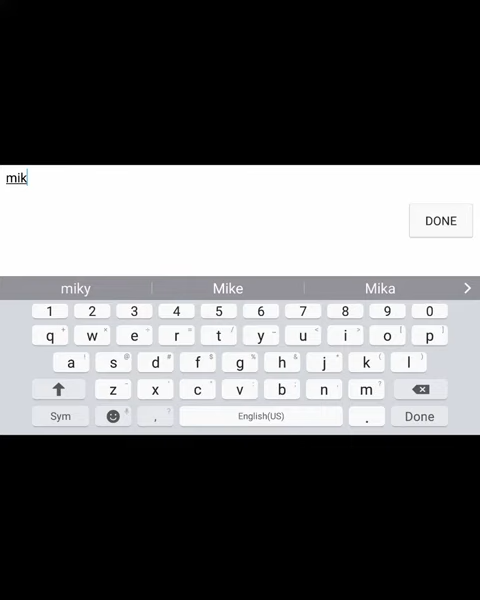 mik
DONE
miky Mike Mika
1 2 3 4 5 6 7 8 9 0
q w e r t y u i o p
a s d f g h j k l
z x c v b n m
Sym , English(US) . Done